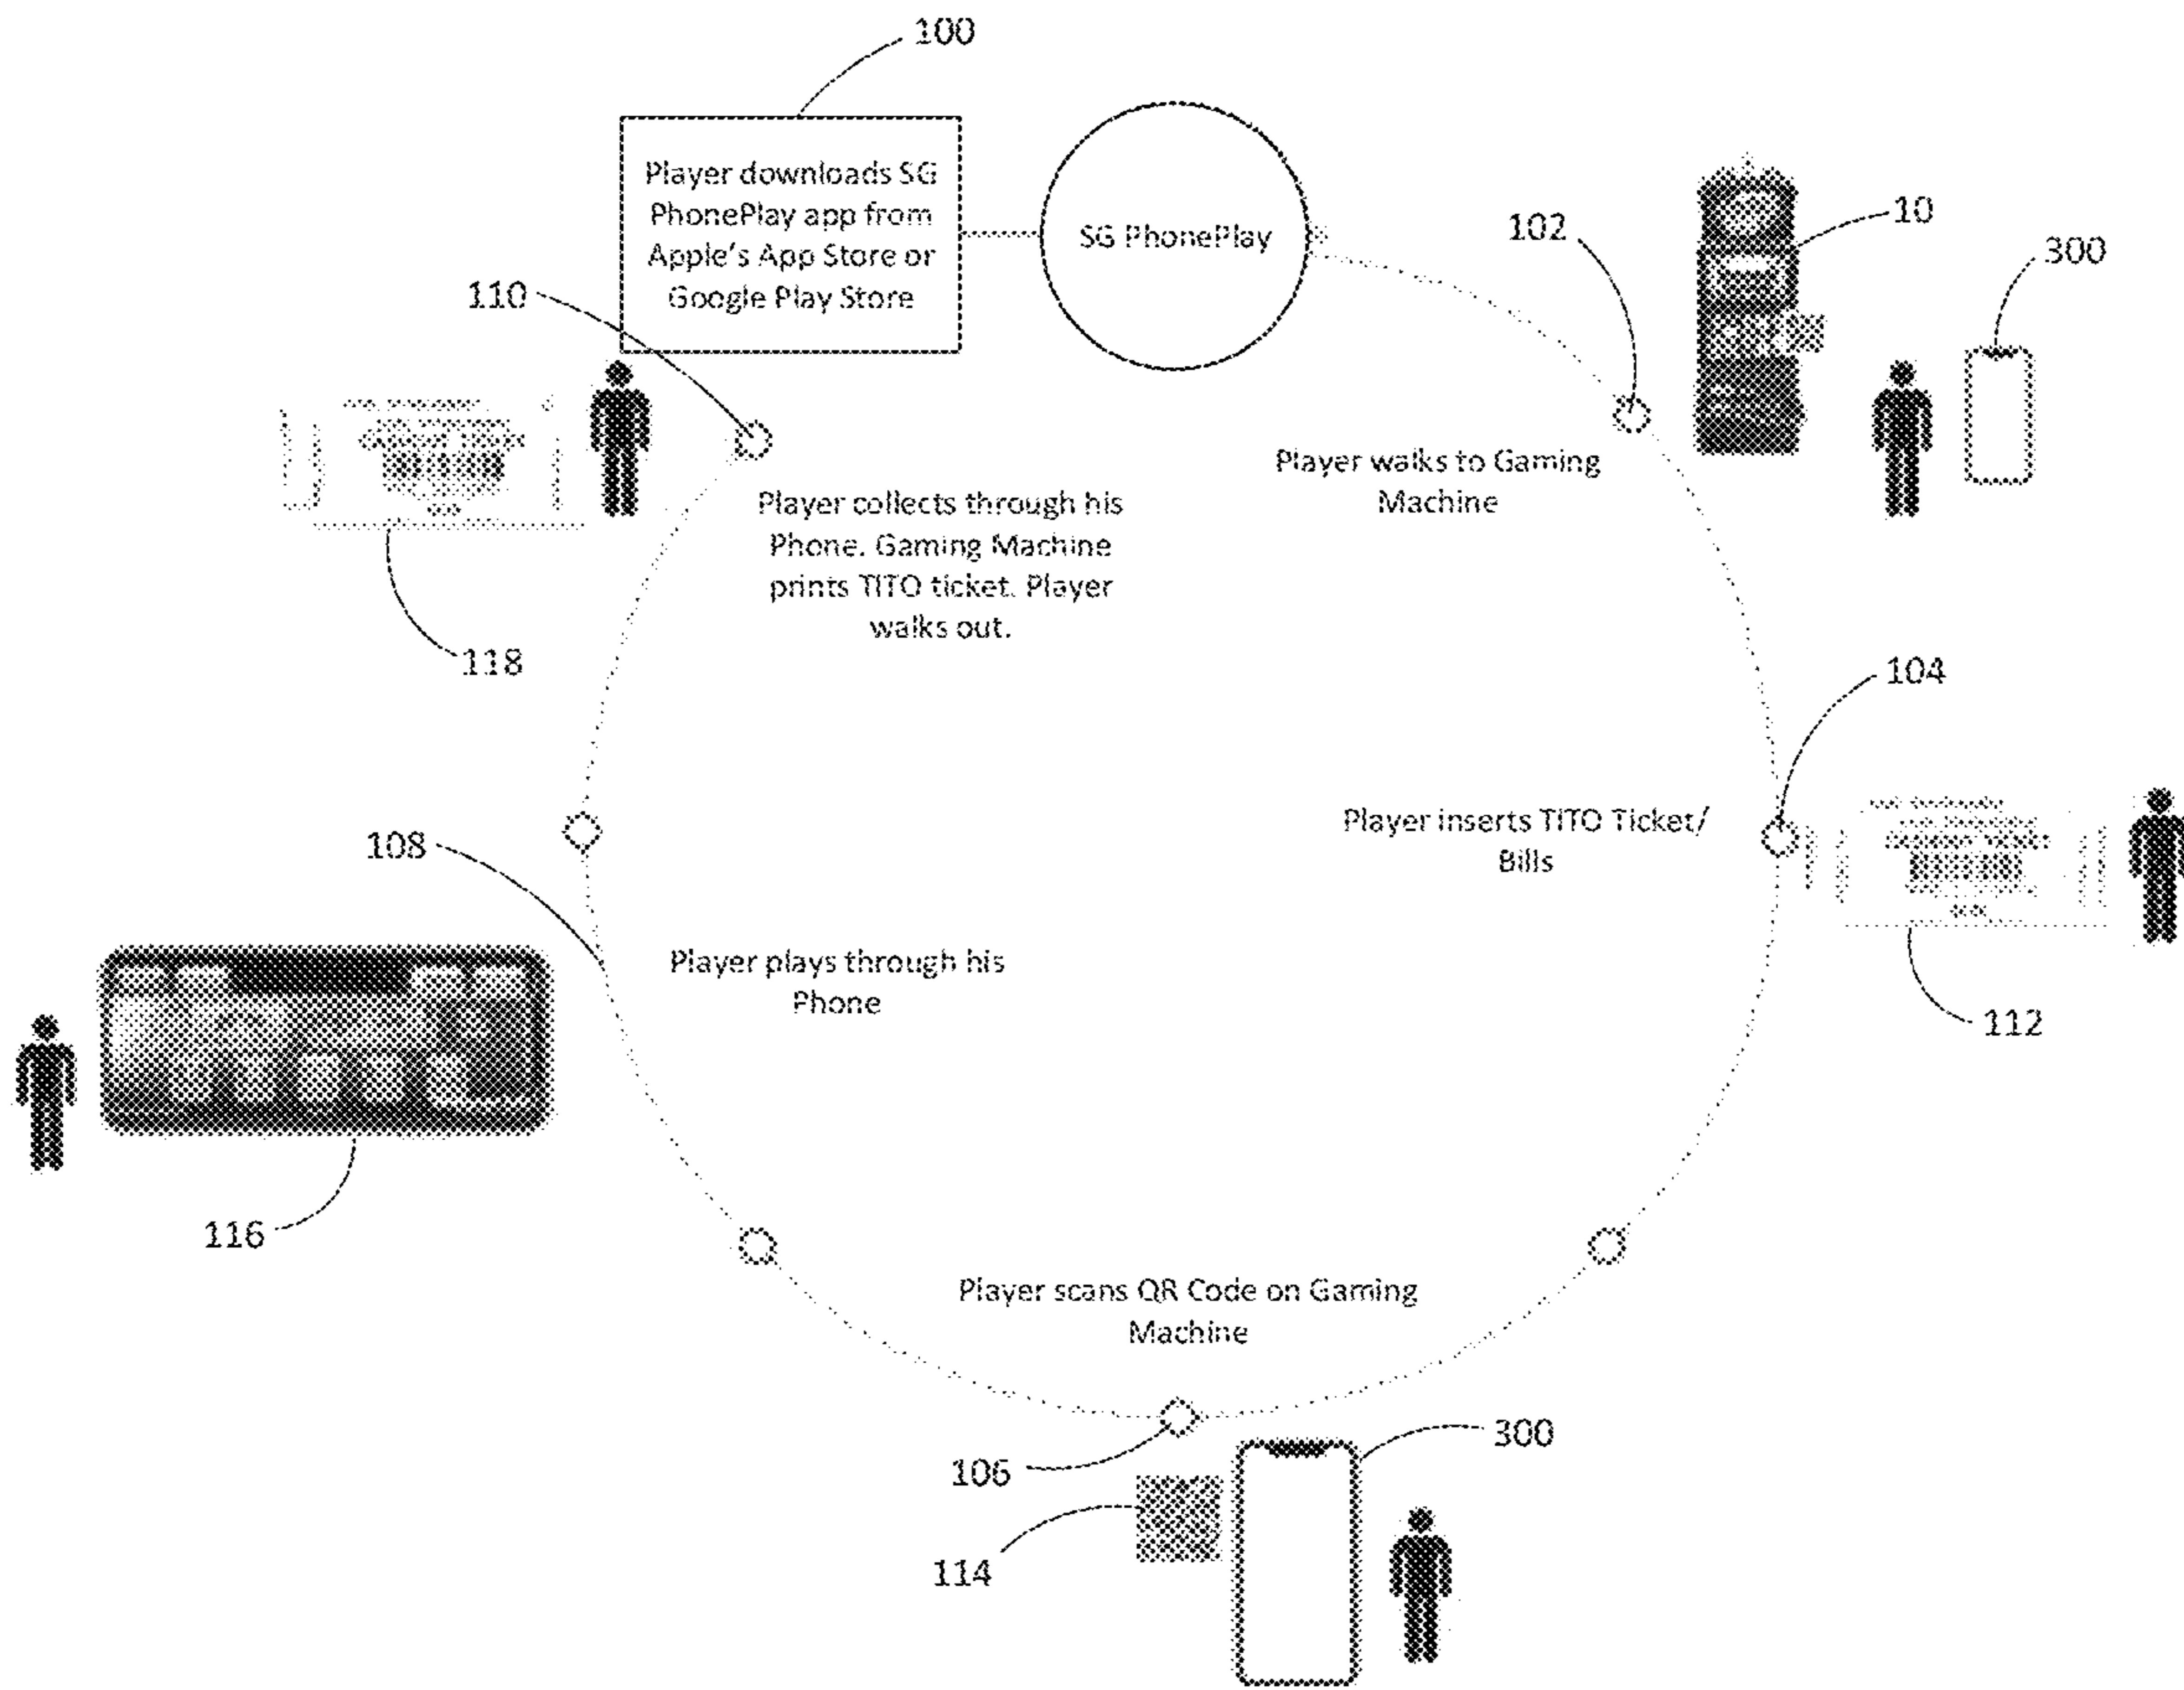 100
Player downloads SG
PhonePlay app from
Apple's App Store or
Google Play Store
SG PhonePlay
102
10
300
110
Player walks to Gaming
Machine
Player collects through his
Phone. Gaming Machine
prints TITO ticket. Player
walks out.
118
104
Player inserts TITO Ticket/
Bills
108
112
Player plays through his
Phone
116
Player scans QR Code on Gaming
Machine
106
300
114